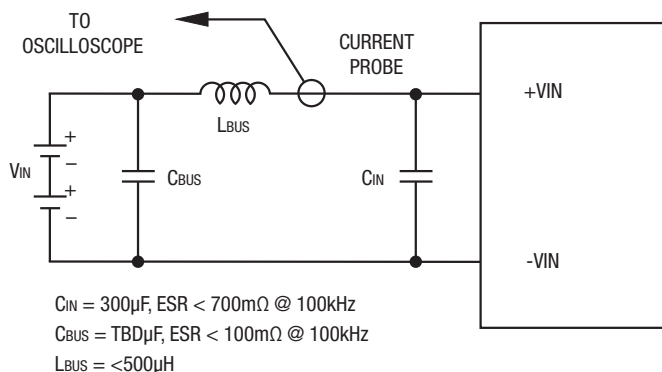 TO
OSCILLOSCOPE
CURRENT
PROBE
+VIN
LBUS
VIN
+
−
+
−
CBUS
CIN
-VIN
CIN = 300µF, ESR < 700mΩ @ 100kHz
CBUS = TBDµF, ESR < 100mΩ @ 100kHz
LBUS = <500µH